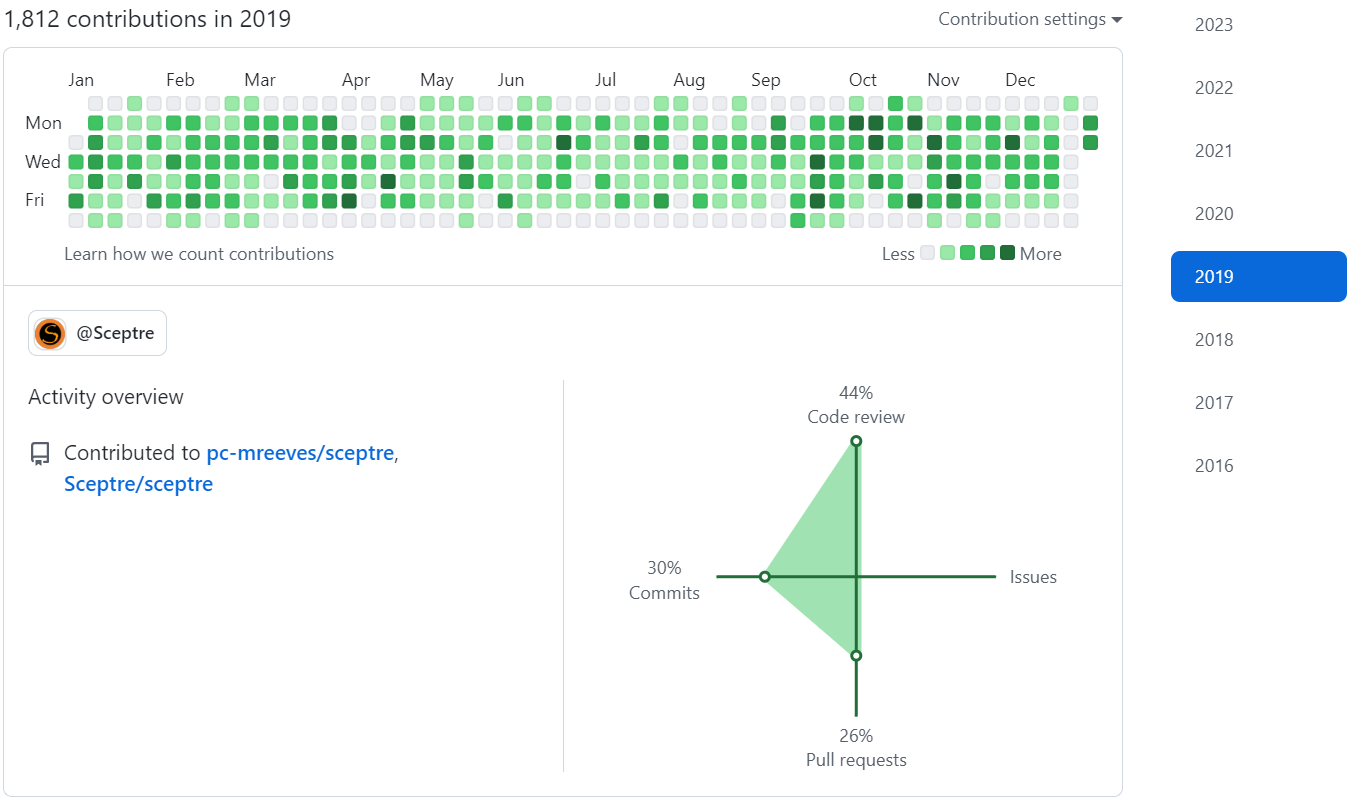 1,812 contributions in 2019
Contribution settings
Jan Feb Mar Apr May Jun Jul Aug Sep Oct Nov Dec
Mon
Wed
Fri
Learn how we count contributions
Less More
@Sceptre
Activity overview
Contributed to pc-mreeves/sceptre,
Sceptre/sceptre
44%
Code review
30%
Commits
Issues
26%
Pull requests
2023
2022
2021
2020
2019
2018
2017
2016